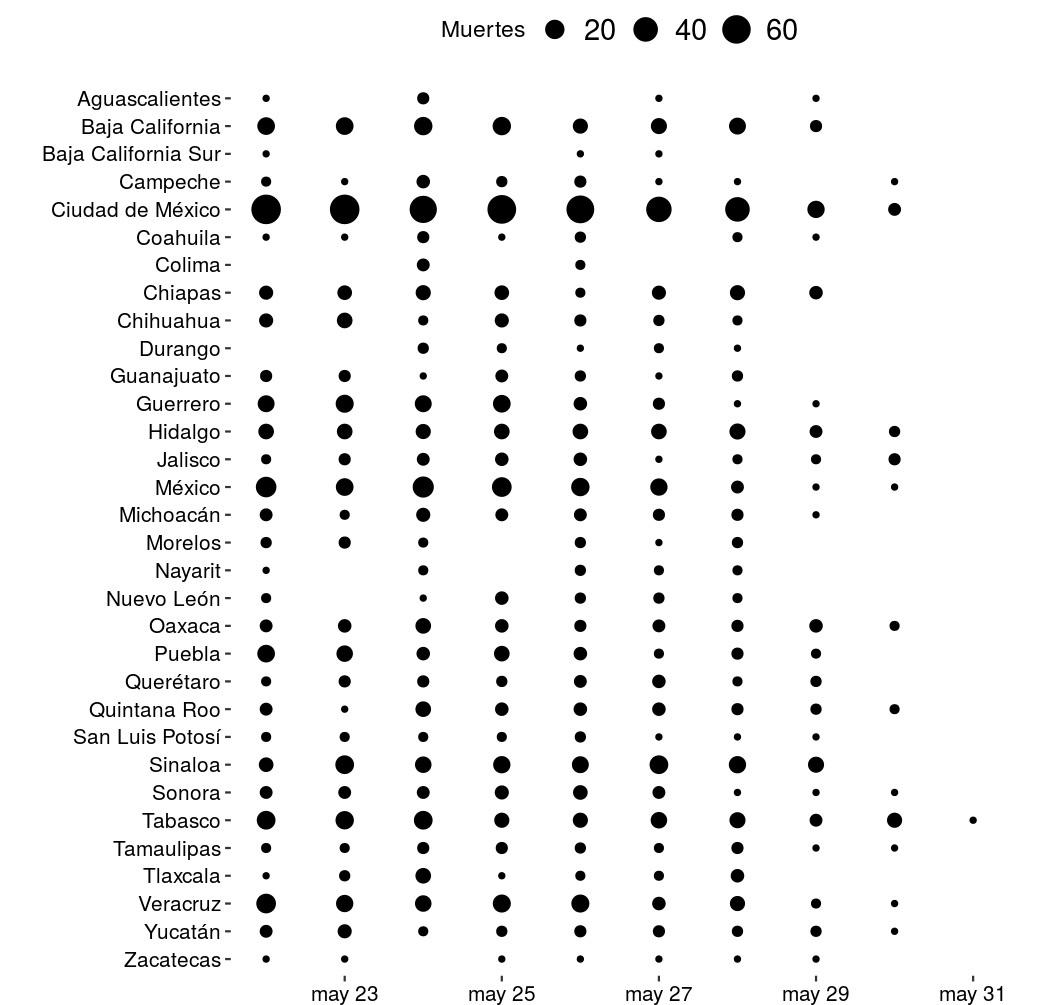 Muertes 20 40 60
Aguascalientes
Baja California
Baja California Sur
Campeche
Ciudad de México
Coahuila
Colima
Chiapas
Chihuahua
Durango
Guanajuato
Guerrero
Hidalgo
Jalisco
México
Michoacán
Morelos
Nayarit
Nuevo León
Oaxaca
Puebla
Querétaro
Quintana Roo
San Luis Potosí
Sinaloa
Sonora
Tabasco
Tamaulipas
Tlaxcala
Veracruz
Yucatán
Zacatecas
may 23 may 25 may 27 may 29 may 31